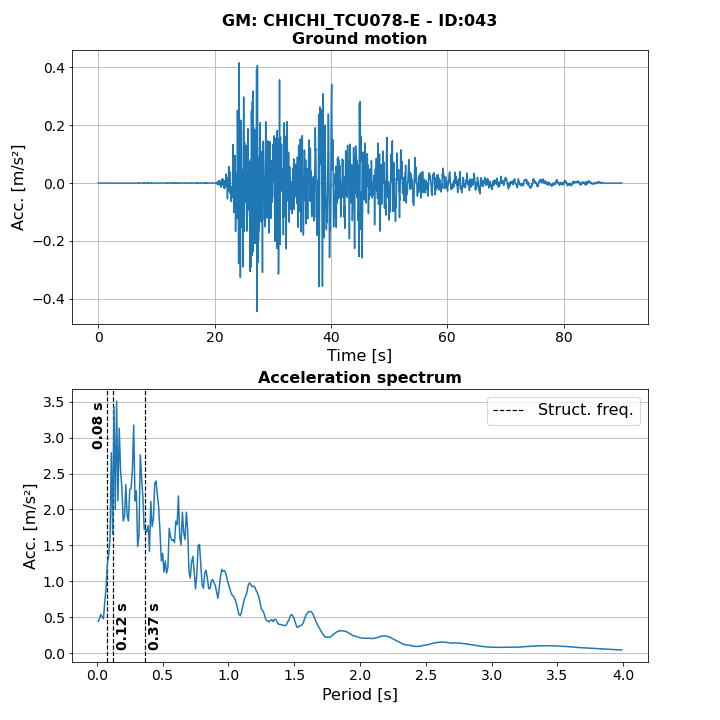 GM: CHICHI_TCU078-E - ID:043
Ground motion
0.4
0.2
0.0
−0.2
−0.4
Acc. [m/s²]
0 20 40 60 80
Time [s]
Acceleration spectrum
3.5
3.0
2.5
2.0
1.5
1.0
0.5
0.0
Acc. [m/s²]
0.08 s
0.12 s
0.37 s
Struct. freq.
0.0 0.5 1.0 1.5 2.0 2.5 3.0 3.5 4.0
Period [s]